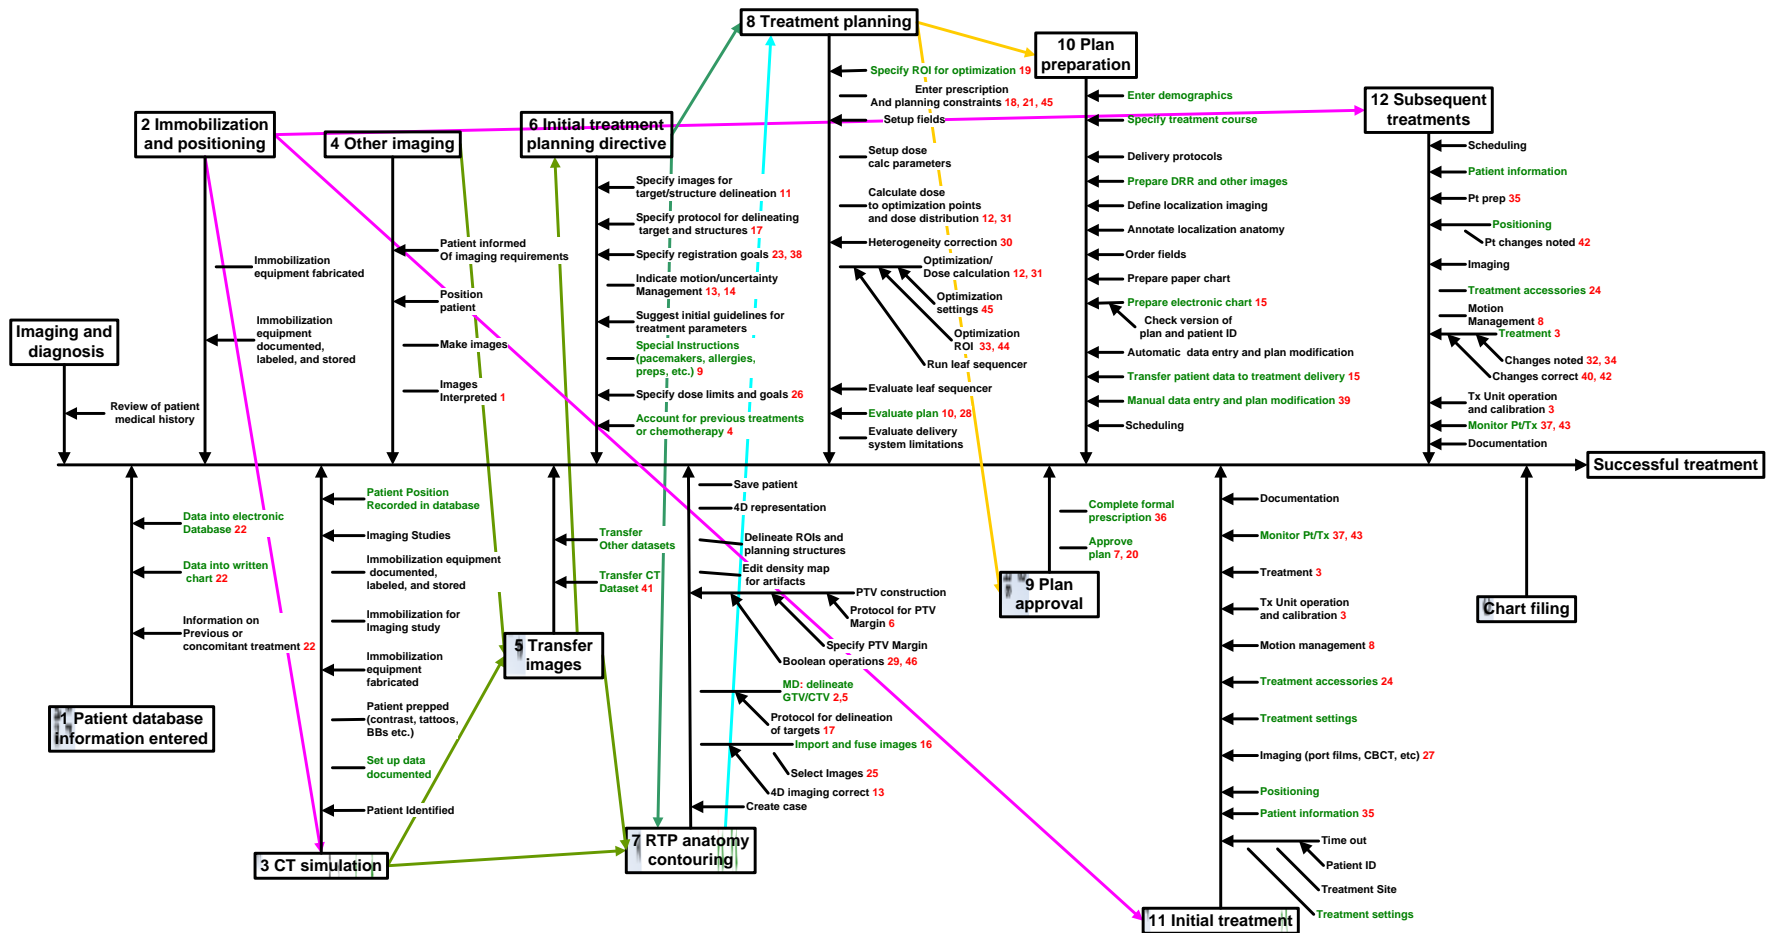 8 Treatment planning
Specify ROI for optimization 19
Enter prescription
And planning constraints 18, 21, 45
Setup fields
Setup dose
calc parameters
Calculate dose
to optimization points
and dose distribution 12, 31
Heterogeneity correction 30
Optimization/
Dose calculation 12, 31
Optimization
settings 45
Optimization
ROI 33, 44
Run leaf sequencer
Evaluate leaf sequencer
Evaluate plan 10, 28
Evaluate delivery
system limitations
10 Plan
preparation
Enter demographics
Specify treatment course
Delivery protocols
Prepare DRR and other images
Define localization imaging
Annotate localization anatomy
Order fields
Prepare paper chart
Prepare electronic chart 15
Check version of
plan and patient ID
Automatic data entry and plan modification
Transfer patient data to treatment delivery 15
Manual data entry and plan modification 39
Scheduling
12 Subsequent
treatments
Scheduling
Patient information
Pt prep 35
Positioning
Pt changes noted 42
Imaging
Treatment accessories 24
Motion
Management 8
Treatment 3
Changes noted 32, 34
Changes correct 40, 42
Tx Unit operation
and calibration 3
Monitor Pt/Tx 37, 43
Documentation
2 Immobilization
and positioning
Immobilization
equipment fabricated
Immobilization
equipment
documented,
labeled, and stored
4 Other imaging
Patient informed
Of imaging requirements
Position
patient
Make images
Images
Interpreted 1
6 Initial treatment
planning directive
Specify images for
target/structure delineation 11
Specify protocol for delineating
target and structures 17
Specify registration goals 23, 38
Indicate motion/uncertainty
Management 13, 14
Suggest initial guidelines for
treatment parameters
Special Instructions
(pacemakers, allergies,
preps, etc.) 9
Specify dose limits and goals 26
Account for previous treatments
or chemotherapy 4
Imaging and
diagnosis
Review of patient
medical history
Successful treatment
Data into electronic
Database 22
Data into written
chart 22
Information on
Previous or
concomitant treatment 22
1 Patient database
information entered
Patient Position
Recorded in database
Imaging Studies
Immobilization equipment
documented,
labeled, and stored
Immobilization for
Imaging study
Immobilization
equipment
fabricated
Patient prepped
(contrast, tattoos,
BBs etc.)
Set up data
documented
Patient Identified
3 CT simulation
Transfer
Other datasets
Transfer CT
Dataset 41
5 Transfer
images
Save patient
4D representation
Delineate ROIs and
planning structures
Edit density map
for artifacts
PTV construction
Protocol for PTV
Margin 6
Specify PTV Margin
Boolean operations 29, 46
MD: delineate
GTV/CTV 2,5
Protocol for delineation
of targets 17
Import and fuse images 16
Select Images 25
4D imaging correct 13
Create case
7 RTP anatomy
contouring
Complete formal
prescription 36
Approve
plan 7, 20
9 Plan
approval
Documentation
Monitor Pt/Tx 37, 43
Treatment 3
Tx Unit operation
and calibration 3
Motion management 8
Treatment accessories 24
Treatment settings
Imaging (port films, CBCT, etc) 27
Positioning
Patient information 35
Time out
Patient ID
Treatment Site
Treatment settings
11 Initial treatment
Chart filing